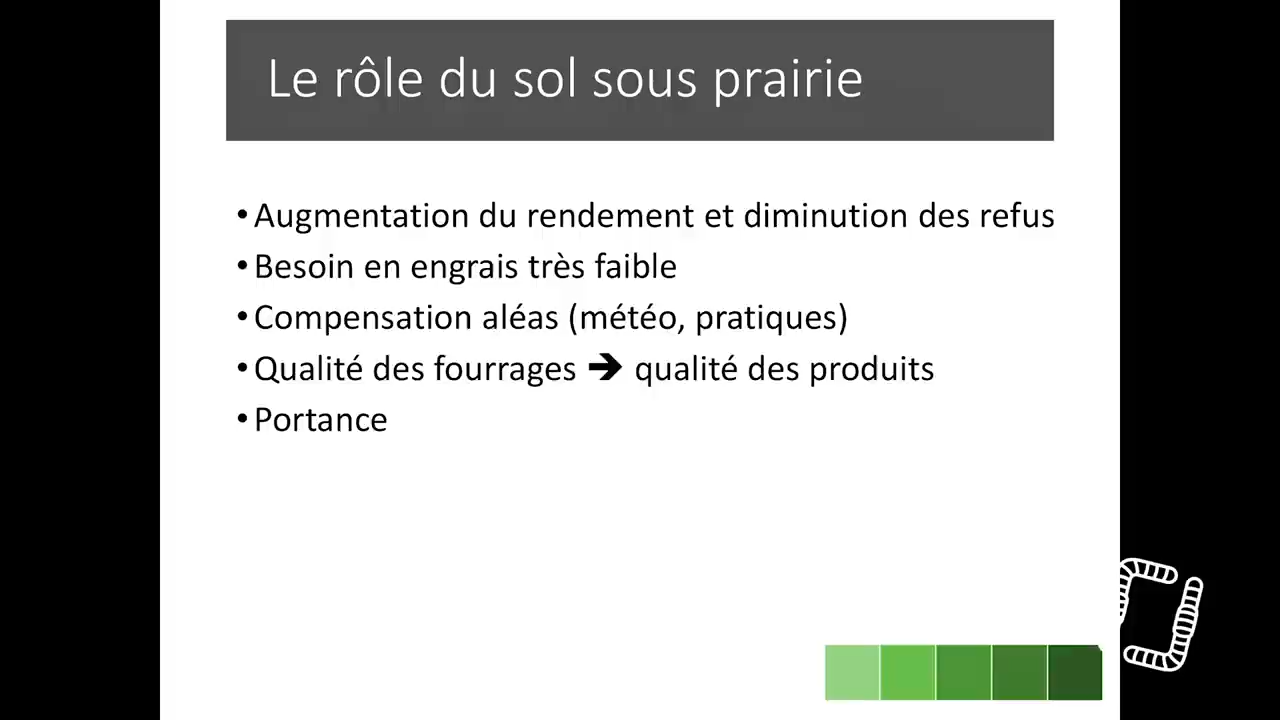 Le rôle du sol sous prairie
• Augmentation du rendement et diminution des refus
• Besoin en engrais très faible
• Compensation aléas (météo, pratiques)
• Qualité des fourrages ➔ qualité des produits
• Portance